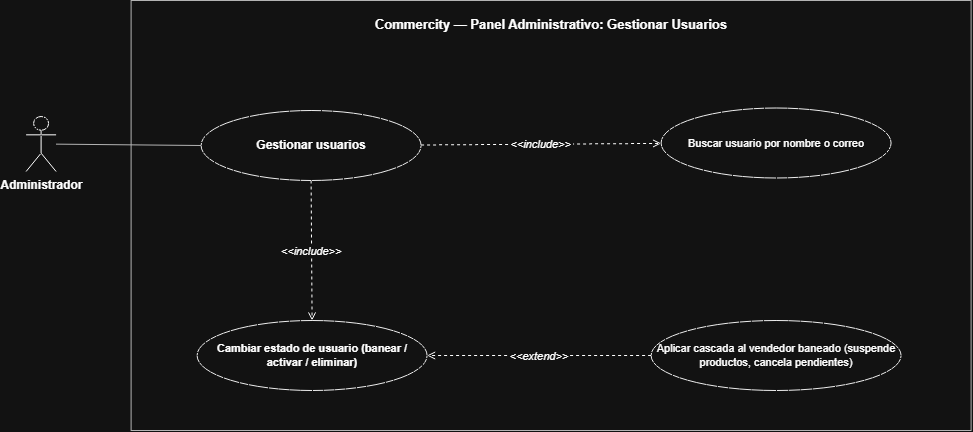 Commercity — Panel Administrativo: Gestionar Usuarios
Gestionar usuarios
<<include>>
Buscar usuario por nombre o correo
Administrador
<<include>>
Cambiar estado de usuario (banear /
activar / eliminar)
<<extend>>
Aplicar cascada al vendedor baneado (suspende
productos, cancela pendientes)